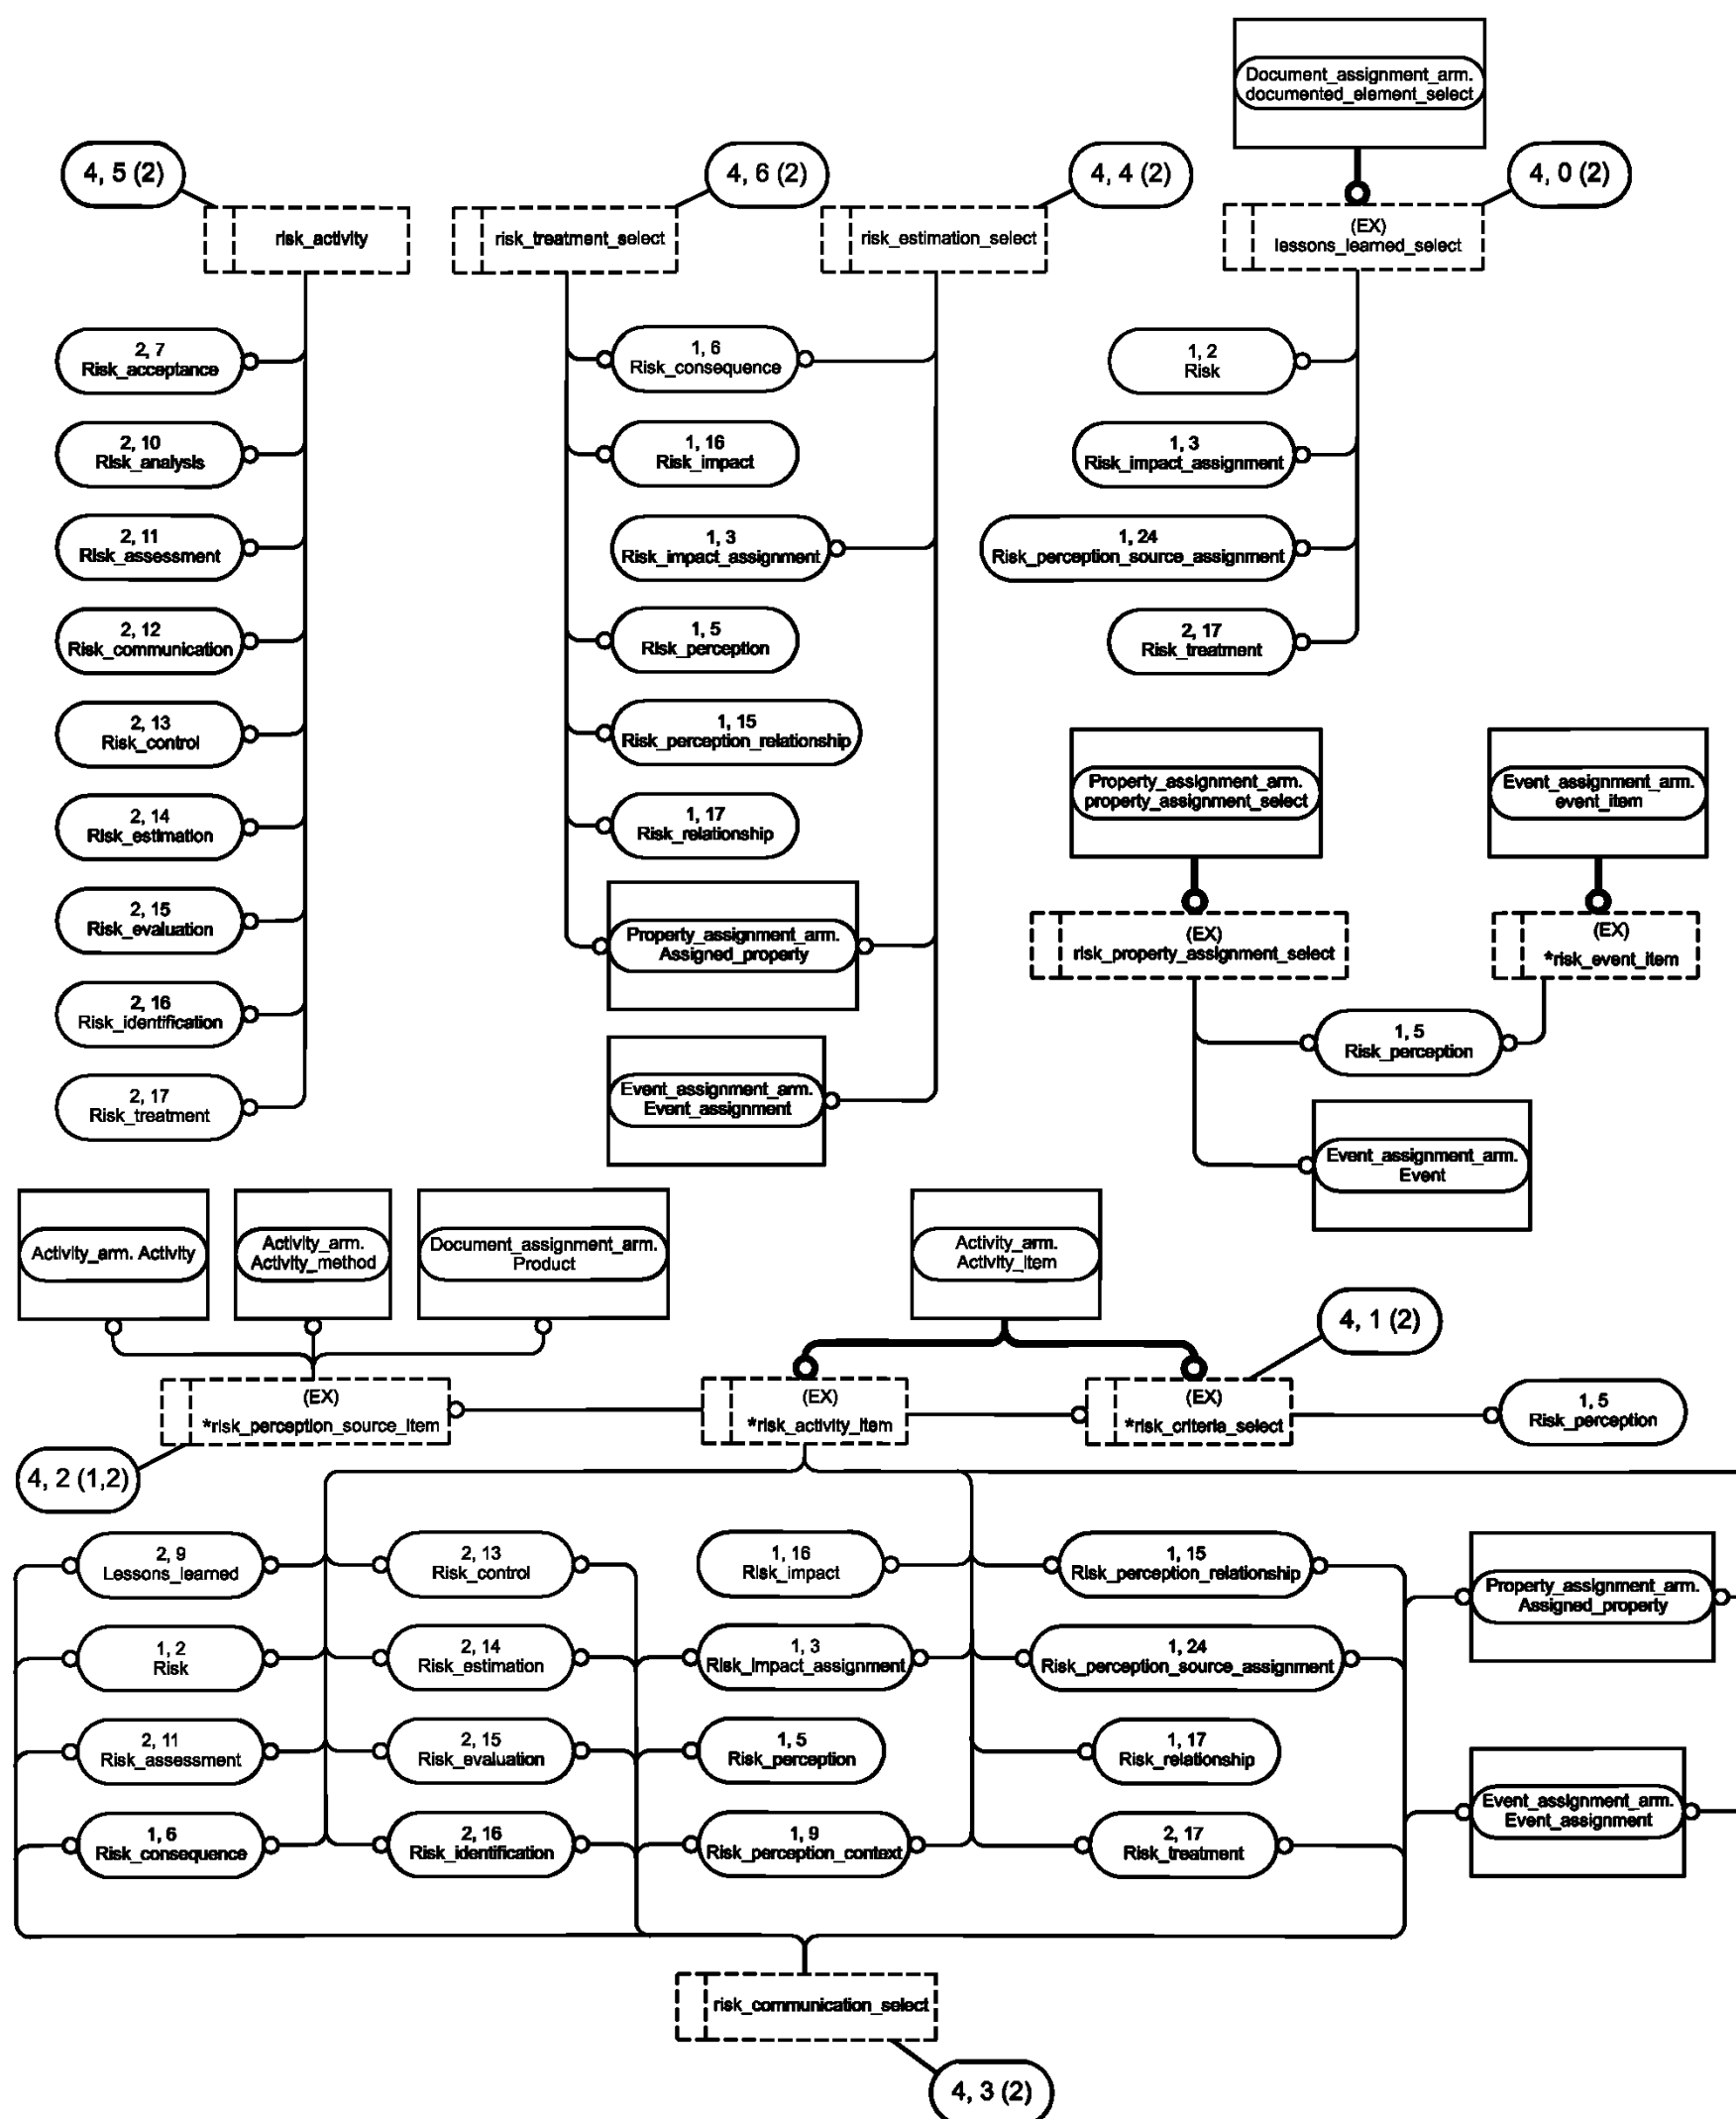 Document_assignment_arm.
documented_element_select
4, 5 (2)
4, 6 (2)
4, 4 (2)
4, 0 (2)
risk_activity
risk_treatment_select
risk_estimation_select
(EX)
lessons_learned_select
2, 7
Risk_acceptance
1, 6
Risk_consequence
1, 2
Risk
2, 10
Risk_analysis
1, 16
Risk_impact
1, 3
Risk_impact_assignment
2, 11
Risk_assessment
1, 3
Risk_impact_assignment
1, 24
Risk_perception_source_assignment
2, 12
Risk_communication
1, 5
Risk_perception
2, 17
Risk_treatment
2, 13
Risk_control
1, 15
Risk_perception_relationship
Property_assignment_arm.
property_assignment_select
Event_assignment_arm.
event_item
2, 14
Risk_estimation
1, 17
Risk_relationship
2, 15
Risk_evaluation
Property_assignment_arm.
Assigned_property
(EX)
risk_property_assignment_select
(EX)
*risk_event_item
2, 16
Risk_identification
1, 5
Risk_perception
2, 17
Risk_treatment
Event_assignment_arm.
Event_assignment
Event_assignment_arm.
Event
Activity_arm. Activity
Activity_arm.
Activity_method
Document_assignment_arm.
Product
Activity_arm.
Activity_item
4, 1 (2)
(EX)
*risk_perception_source_item
(EX)
*risk_activity_item
(EX)
*risk_criteria_select
1, 5
Risk_perception
4, 2 (1,2)
2, 9
Lessons_learned
2, 13
Risk_control
1, 16
Risk_impact
1, 15
Risk_perception_relationship
Property_assignment_arm.
Assigned_property
1, 2
Risk
2, 14
Risk_estimation
1, 3
Risk_impact_assignment
1, 24
Risk_perception_source_assignment
2, 11
Risk_assessment
2, 15
Risk_evaluation
1, 5
Risk_perception
1, 17
Risk_relationship
Event_assignment_arm.
Event_assignment
1, 6
Risk_consequence
2, 16
Risk_identification
1, 9
Risk_perception_context
2, 17
Risk_treatment
risk_communication_select
4, 3 (2)